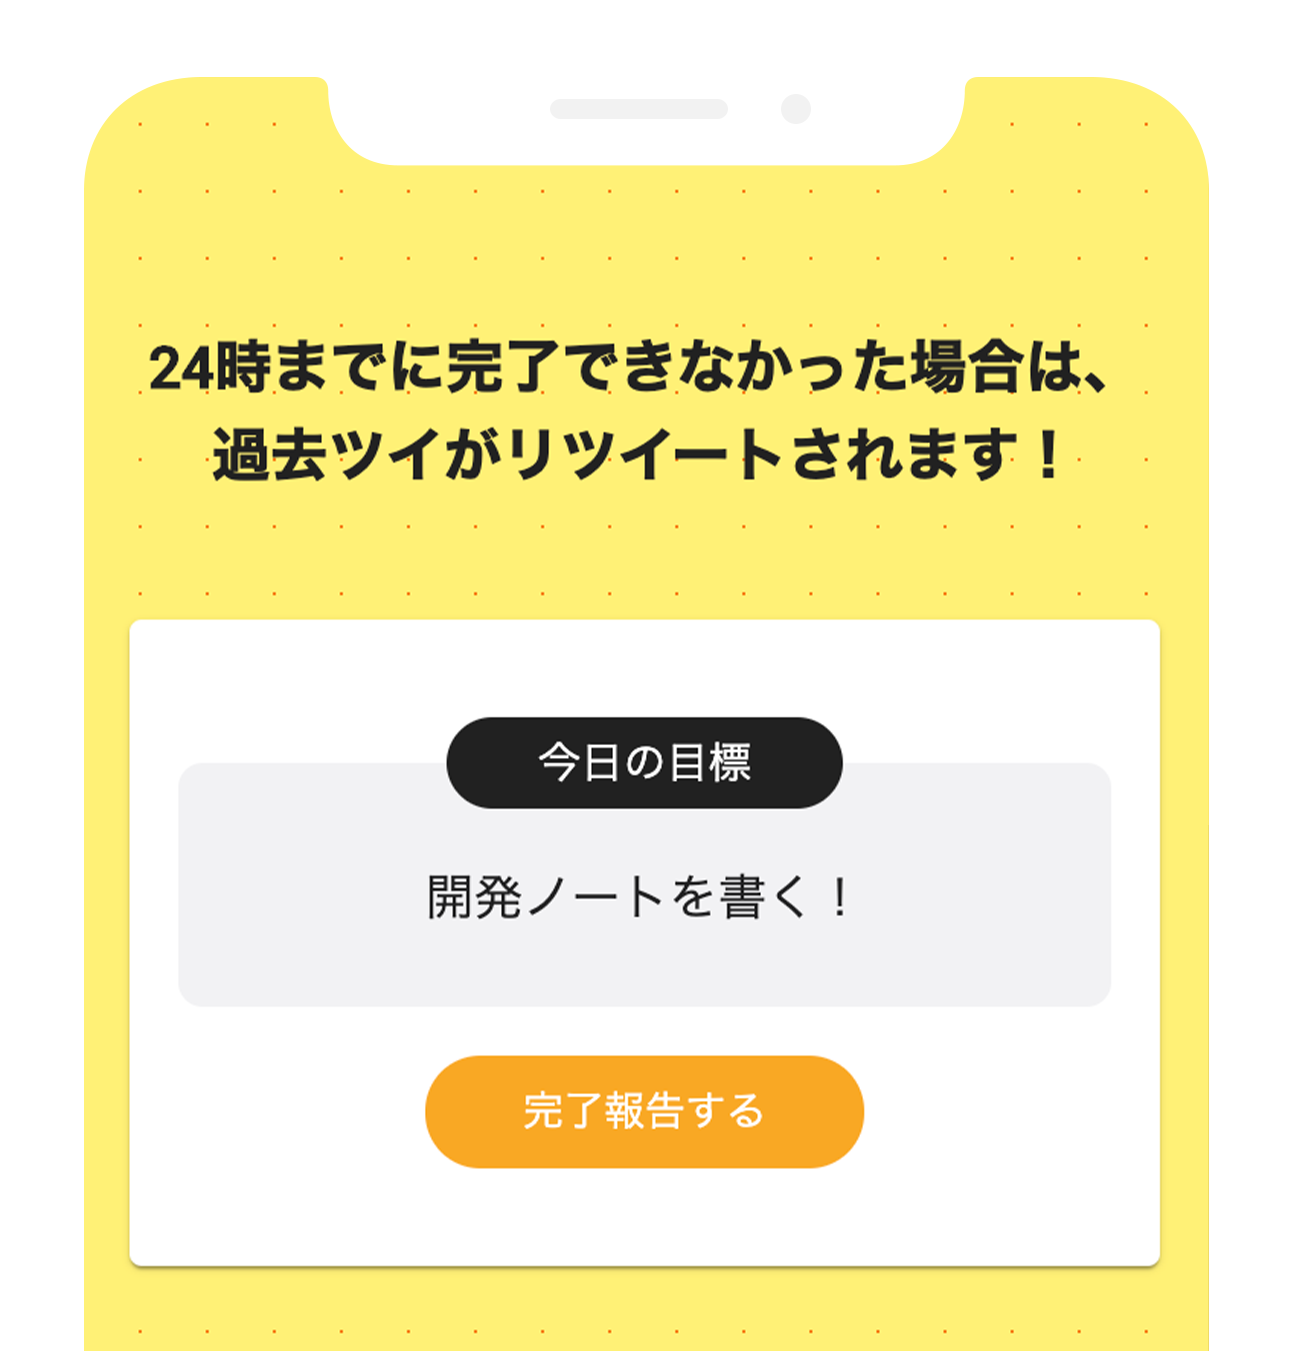 24時までに完了できなかった場合は、
過去ツイがリツイートされます！
今日の目標
開発ノートを書く！
完了報告する